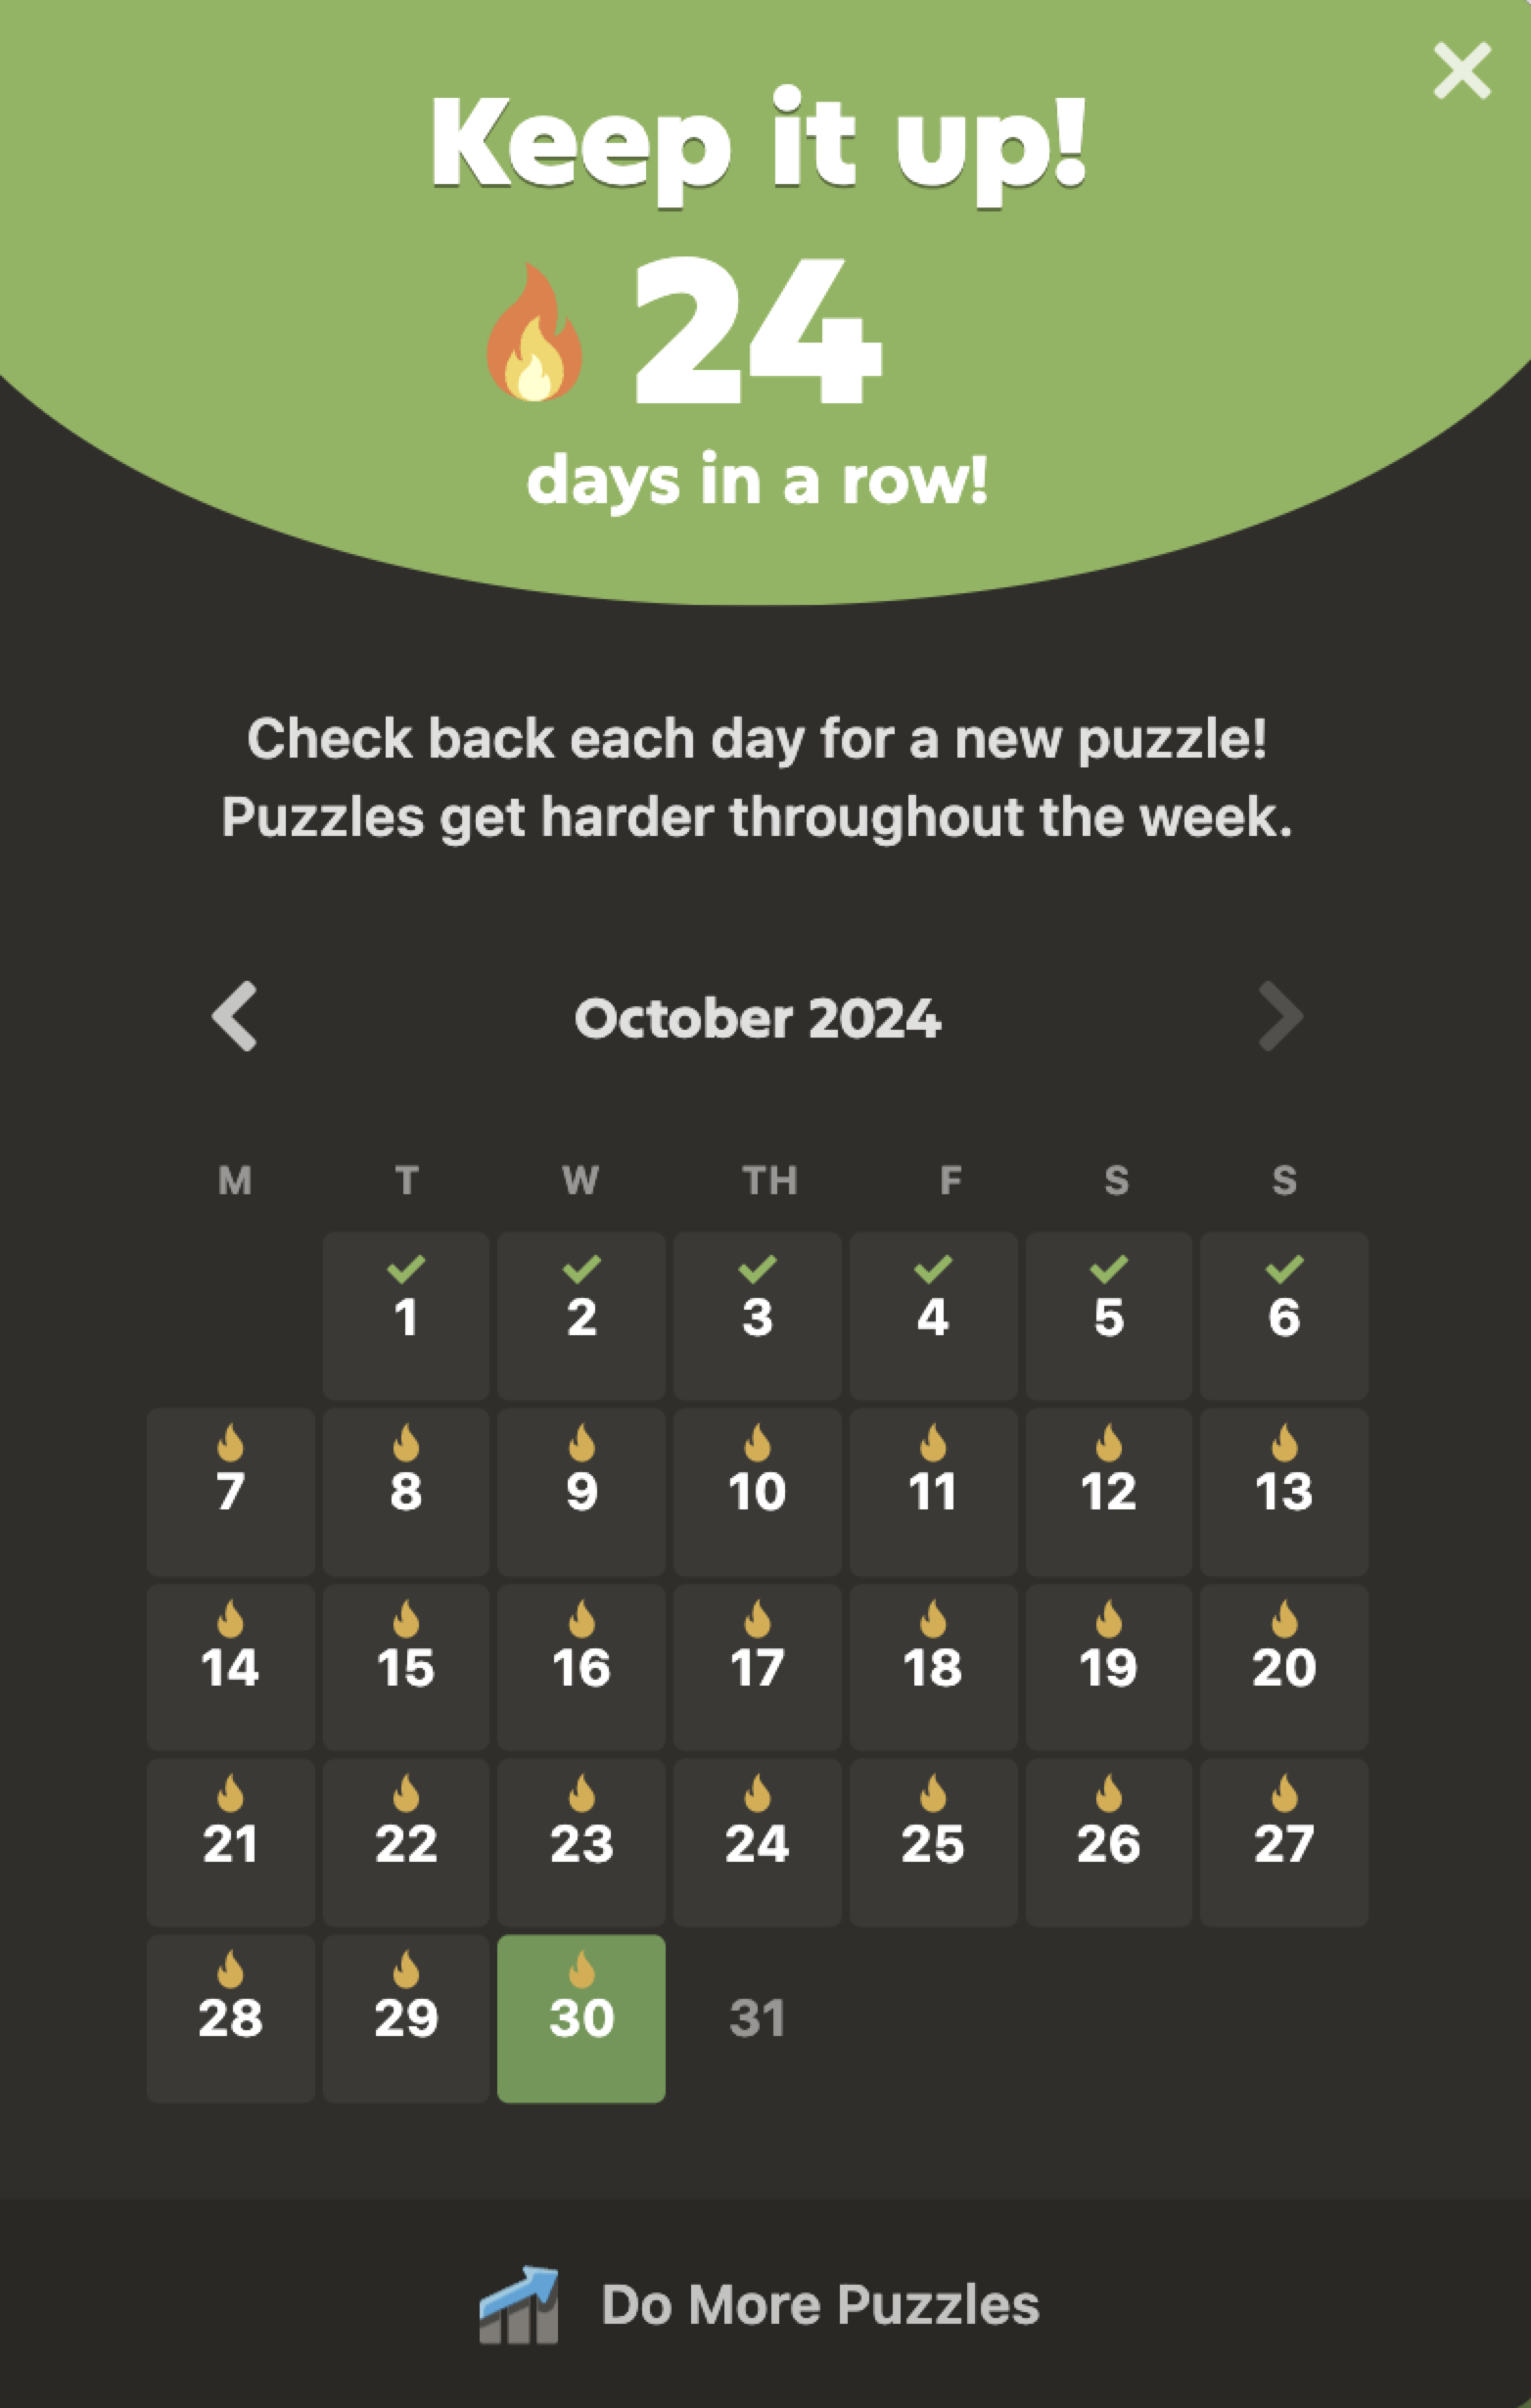 Keep it up!
24
days in a row!
Check back each day for a new puzzle!
Puzzles get harder throughout the week.
October 2024
M T W TH F S S
1 2 3 4 5 6
7 8 9 10 11 12 13
14 15 16 17 18 19 20
21 22 23 24 25 26 27
28 29 30 31
Do More Puzzles